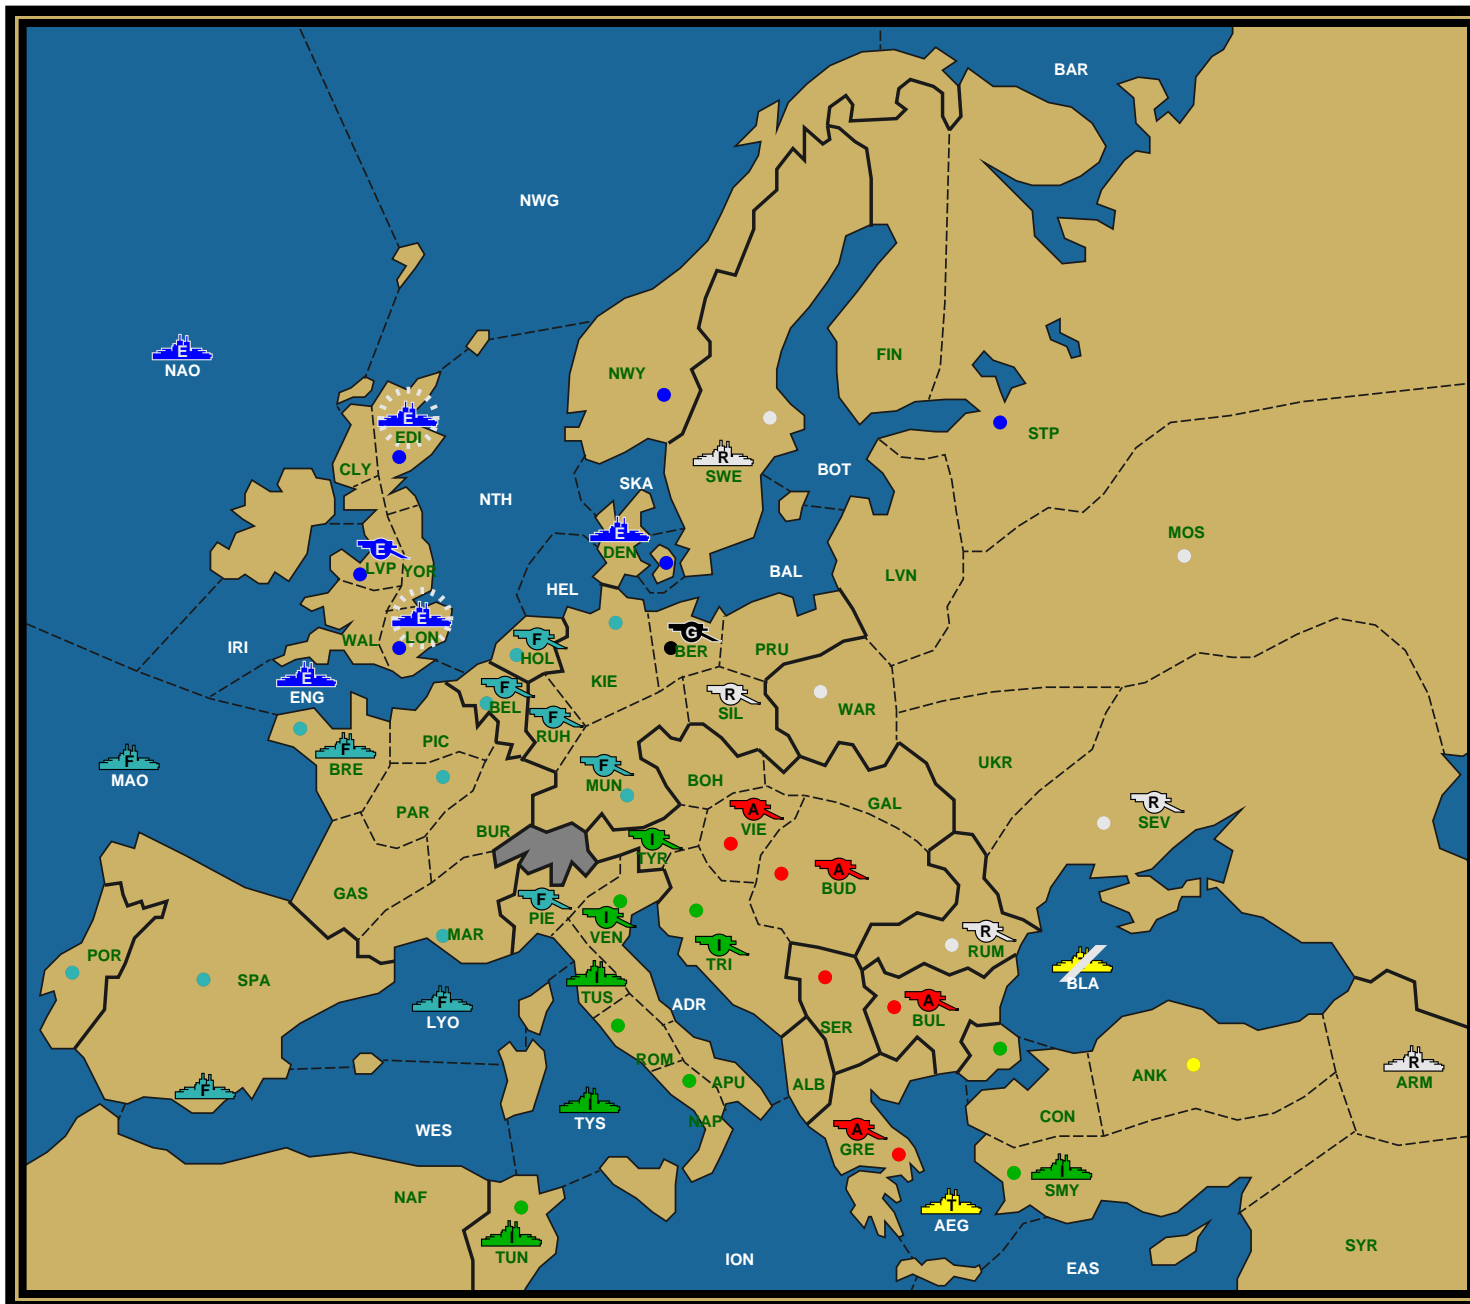 BAR
NWG
E
NAO
FIN
NWY
E
EDI
STP
CLY
R
SWE
BOT
SKA
NTH
E
DEN
MOS
E
LVP
YOR
BAL
LVN
HEL
E
LON
WAL
IRI
F
HOL
G
BER
PRU
E
ENG
KIE
F
BEL
R
SIL
WAR
F
RUH
PIC
F
BRE
F
MAO
F
MUN
BOH
UKR
GAL
A
VIE
R
SEV
PAR
BUR
I
TYR
A
BUD
GAS
F
PIE
I
VEN
MAR
I
TRI
R
RUM
POR
SPA
BLA
I
TUS
F
LYO
ADR
A
BUL
SER
ROM
APU
ALB
ANK
R
ARM
F
I
TYS
NAP
WES
CON
A
GRE
I
SMY
NAF
T
AEG
I
TUN
ION
EAS
SYR